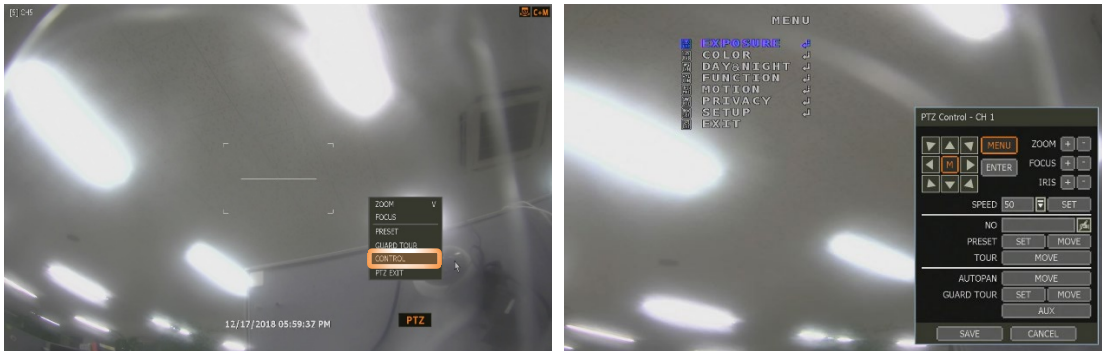 [5] CH5
C+M
ZOOM V
FOCUS
PRESET
GUARD TOUR
CONTROL
PTZ EXIT
12/17/2018 05:59:37 PM
PTZ
MENU
EXPOSURE
COLOR
DAY&NIGHT
FUNCTION
MOTION
PRIVACY
SETUP
EXIT
PTZ Control - CH 1
MENU
ZOOM + -
M
ENTER
FOCUS + -
IRIS + -
SPEED 50 SET
NO
PRESET SET MOVE
TOUR MOVE
AUTOPAN MOVE
GUARD TOUR SET MOVE
AUX
SAVE CANCEL